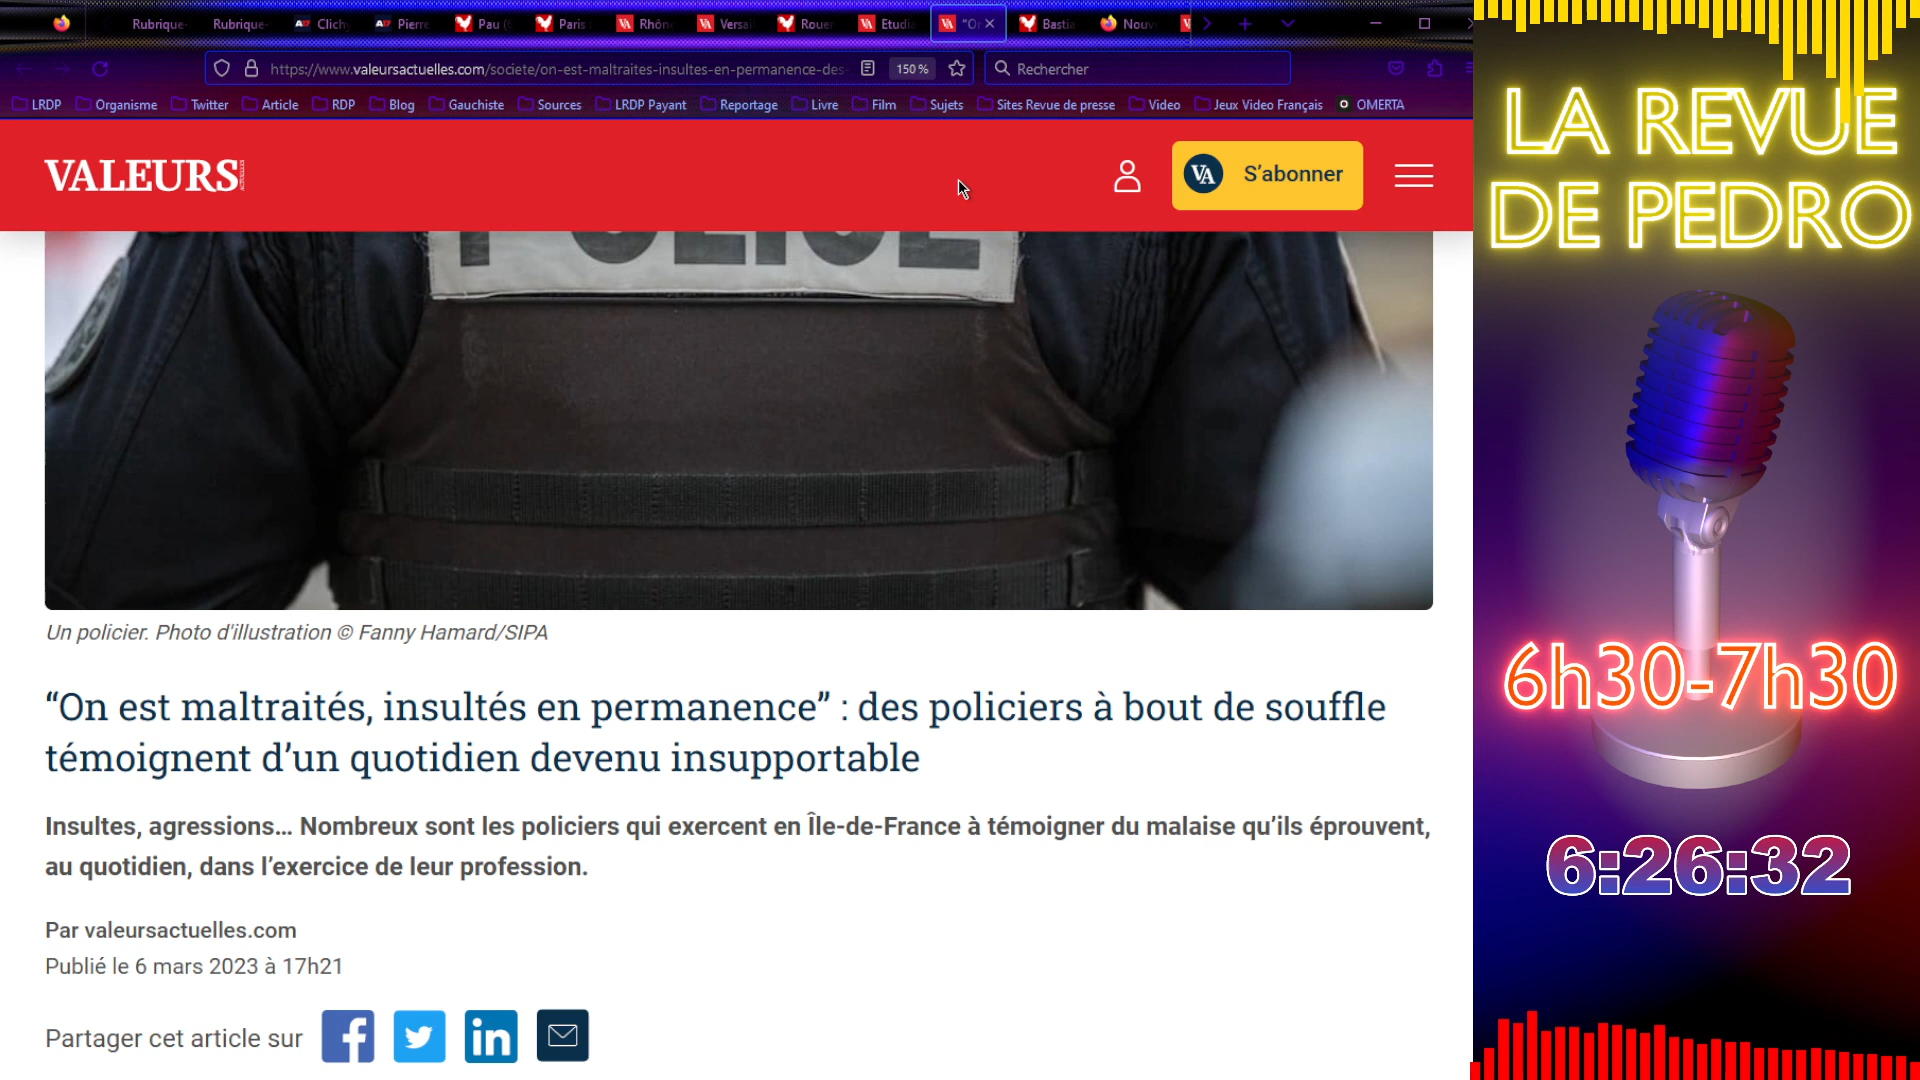 Rubrique
Rubrique
Clich
Pierre
Pau (
Paris
Rhôn
Versa
Rouer
Etudi
"O
Bastia
Nouv
https://www.valeursactuelles.com/societe/on-est-maltraites-insultes-en-permanence-des-
150 %
Rechercher
LRDP
Organisme
Twitter
Article
RDP
Blog
Gauchiste
Sources
LRDP Payant
Reportage
Livre
Film
Sujets
Sites Revue de presse
Video
Jeux Video Français
OMERTA
VALEURS
ACTUELLES
VA
S'abonner
POLICE
Un policier. Photo d'illustration © Fanny Hamard/SIPA
“On est maltraités, insultés en permanence” : des policiers à bout de souffle
témoignent d’un quotidien devenu insupportable
Insultes, agressions… Nombreux sont les policiers qui exercent en Île-de-France à témoigner du malaise qu’ils éprouvent,
au quotidien, dans l’exercice de leur profession.
Par valeursactuelles.com
Publié le 6 mars 2023 à 17h21
Partager cet article sur
LA REVUE
DE PEDRO
6h30-7h30
6:26:32